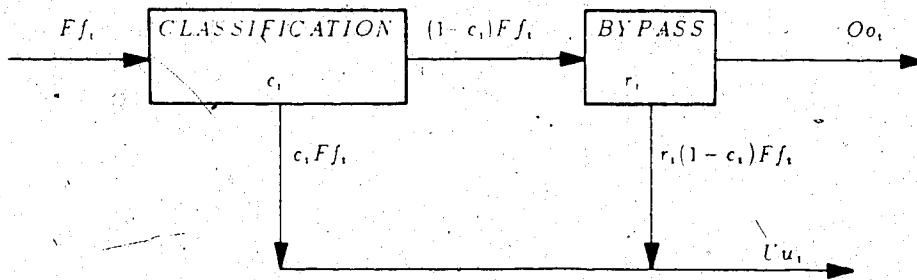 Ff₁ CLASSIFICATION (1-c₁)Ff₁ BYPASS Oo₁
c₁ r₁
c₁Ff₁ r₁(1-c₁)Ff₁
Uu₁